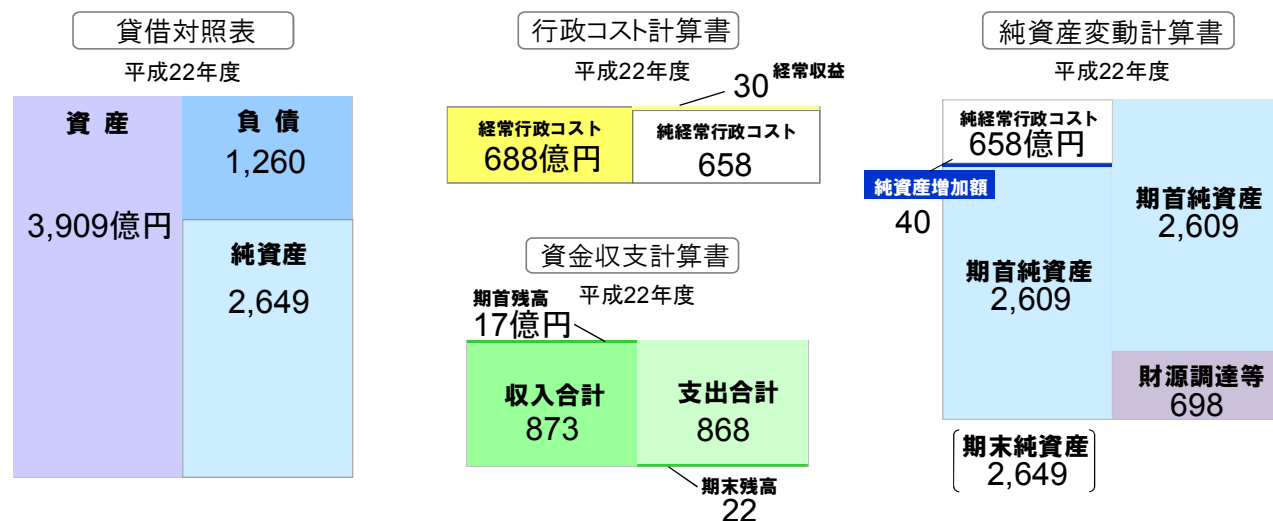 貸借対照表
平成22年度
資 産
3,909億円
負 債
1,260
純資産
2,649
行政コスト計算書
平成22年度
30
経常収益
経常行政コスト
688億円
純経常行政コスト
658
資金収支計算書
平成22年度
期首残高
17億円
収入合計
873
支出合計
868
期末残高
22
純資産変動計算書
平成22年度
純経常行政コスト
658億円
純資産増加額
40
期首純資産
2,609
期首純資産
2,609
財源調達等
698
期末純資産
2,649